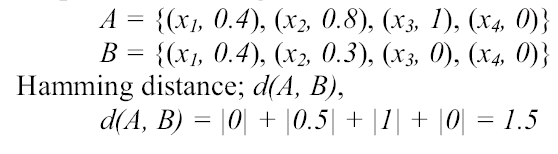 A = {(x1, 0.4), (x2, 0.8), (x3, 1), (x4, 0)}
B = {(x1, 0.4), (x2, 0.3), (x3, 0), (x4, 0)}
Hamming distance; d(A, B),
d(A, B) = |0| + |0.5| + |1| + |0| = 1.5